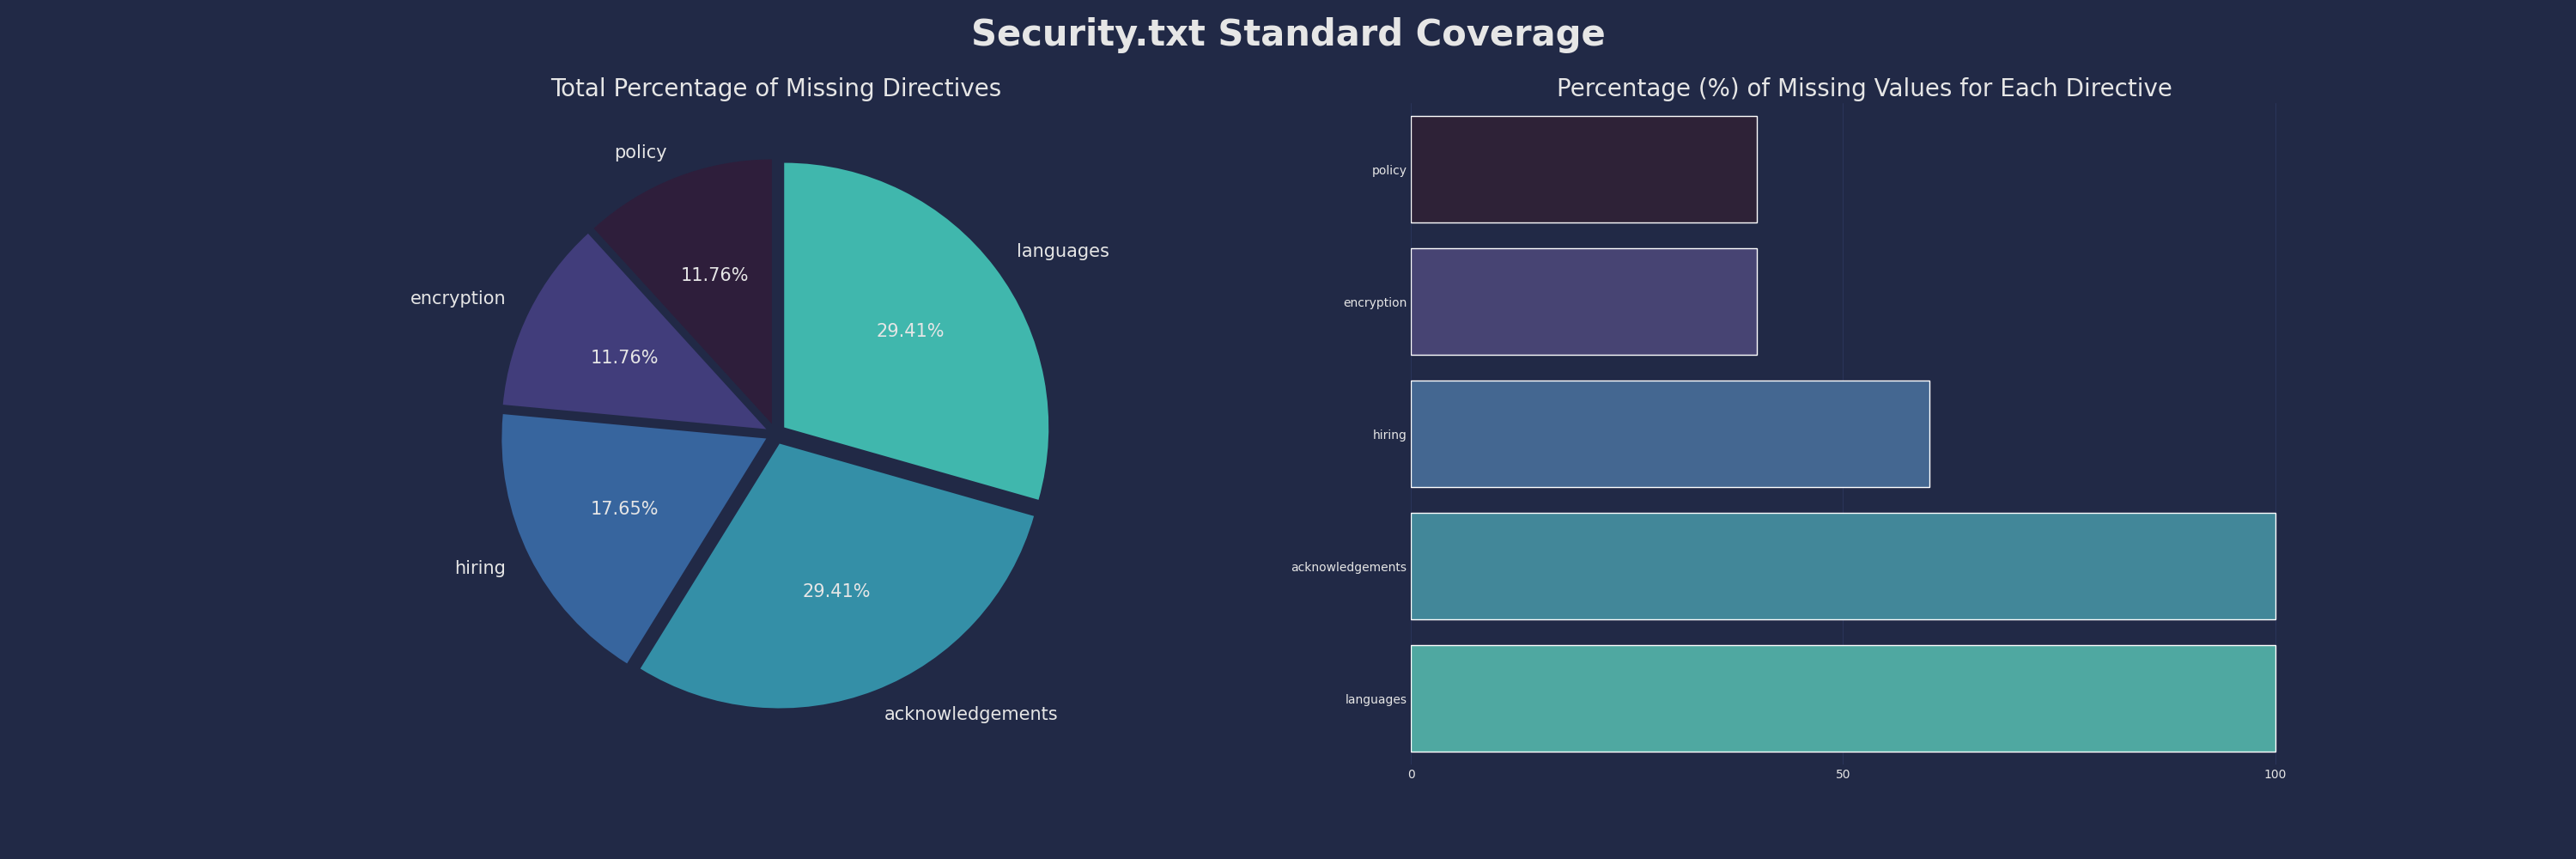 Security.txt Standard Coverage
Total Percentage of Missing Directives
policy
languages
11.76%
encryption
29.41%
11.76%
17.65%
hiring
29.41%
acknowledgements
Percentage (%) of Missing Values for Each Directive
policy
encryption
hiring
acknowledgements
languages
0 50 100